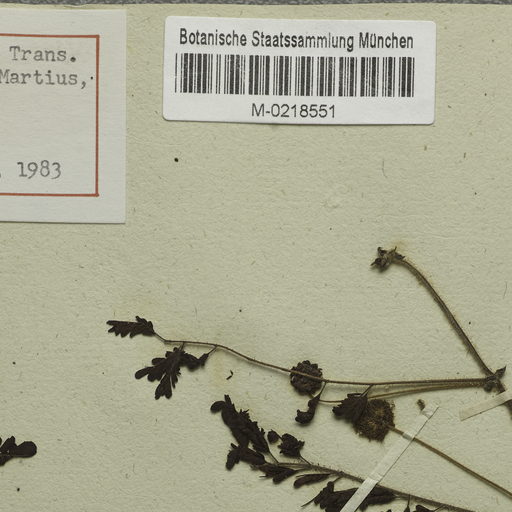 Trans.
Martius,
1983
Botanische Staatssammlung München
M-0218551